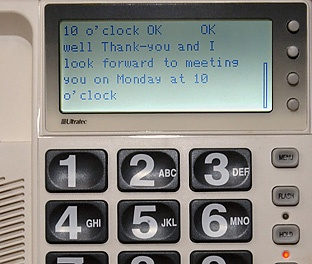 10 o'clock OK OK
well Thank-you and I
look forward to meeting
you on Monday at 10
o'clock
Ultratec
1 2 ABC 3 DEF
MENU
FLASH
4 GHI 5 JKL 6 MNO
HOLD